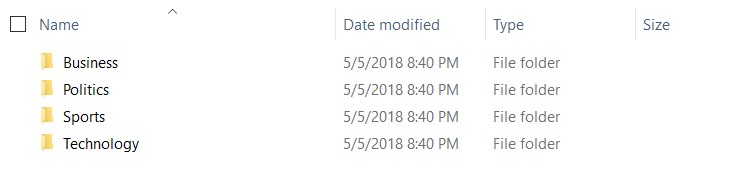 Name Date modified Type Size
Business 5/5/2018 8:40 PM File folder
Politics 5/5/2018 8:40 PM File folder
Sports 5/5/2018 8:40 PM File folder
Technology 5/5/2018 8:40 PM File folder